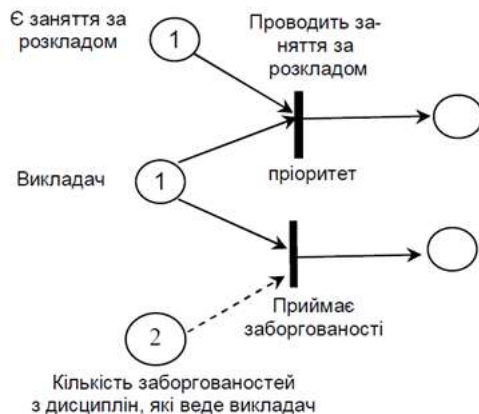 Є заняття за
розкладом
1
Проводить за-
няття за
розкладом
Викладач
1
пріоритет
2
Приймає
заборгованості
Кількість заборгованостей
з дисциплін, які веде викладач